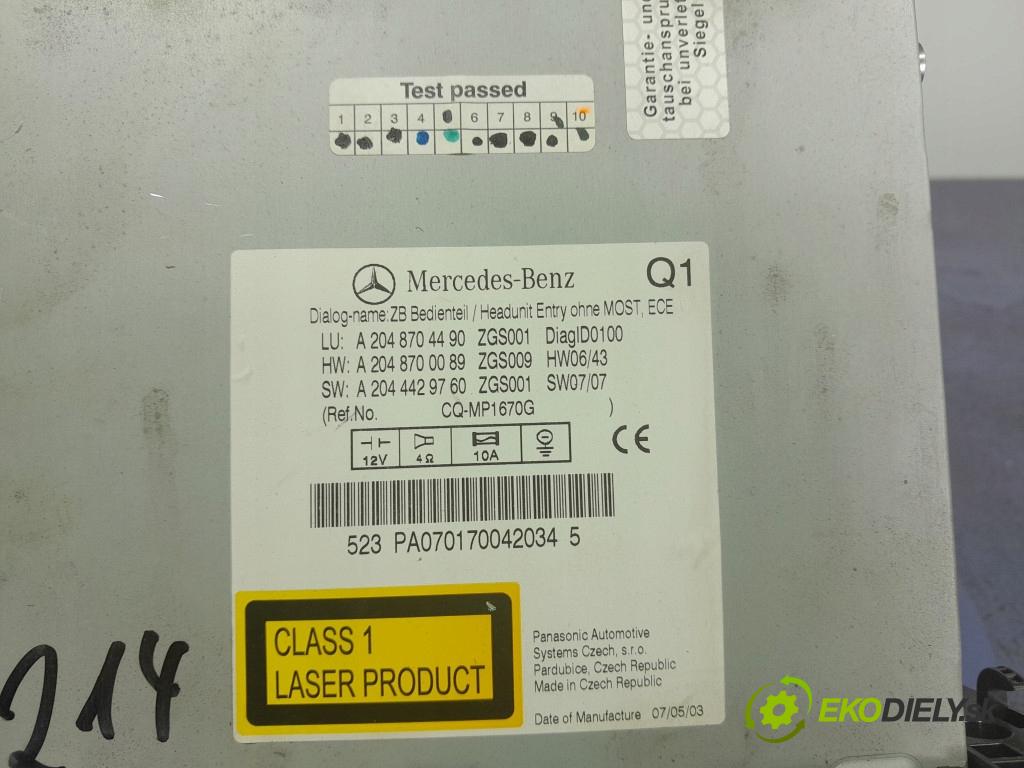 Garantie- und
tauschanspru
bei unverlet
Siegel
Test passed
1 2 3 4 6 7 8 9 10
Mercedes-Benz
Q1
Dialog-name: ZB Bedienteil / Headunit Entry ohne MOST, ECE
LU: A 204 870 44 90 ZGS001 DiagID0100
HW: A 204 870 00 89 ZGS009 HW06/43
SW: A 204 442 97 60 ZGS001 SW07/07
(Ref.No. CQ-MP1670G )
12V 4Ω 10A
CE
523 PA070170042034 5
CLASS 1
LASER PRODUCT
Panasonic Automotive
Systems Czech, s.r.o.
Pardubice, Czech Republic
Made in Czech Republic
Date of Manufacture 07/05/03
214
EKODIELY.SK